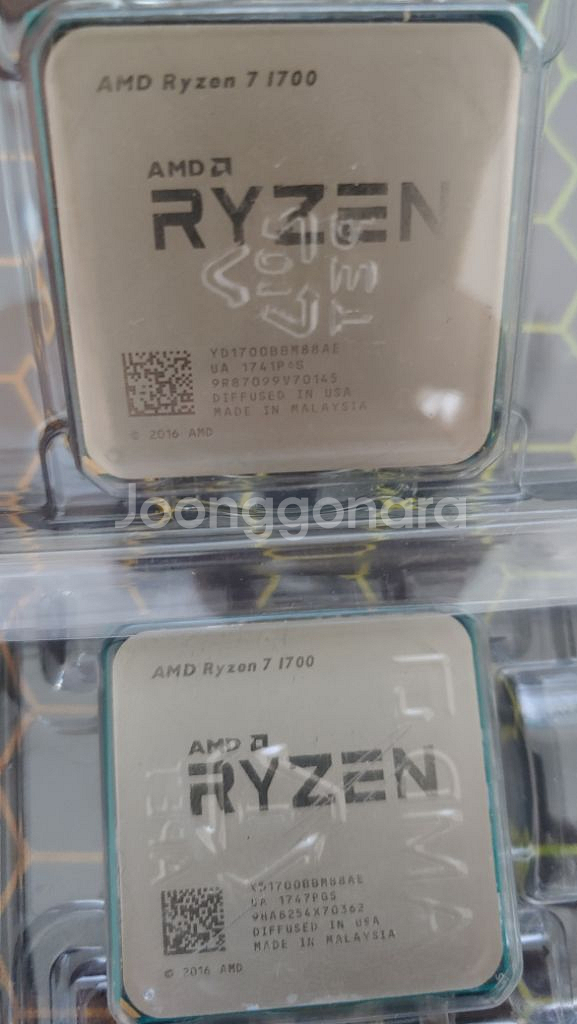 AMD Ryzen 7 1700
AMD
RYZEN
YD1700BBM88AE
UA 1741PGS
9R87099V70145
DIFFUSED IN USA
MADE IN MALAYSIA
© 2016 AMD
Joonggonara
AMD Ryzen 7 1700
AMD
RYZEN
YD1700BBM88AE
UA 1747PGS
9HA6254X70362
DIFFUSED IN USA
MADE IN MALAYSIA
© 2016 AMD